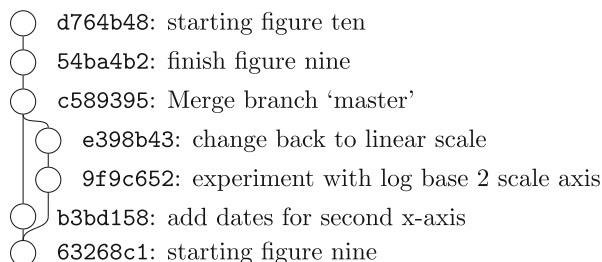 d764b48: starting figure ten
54ba4b2: finish figure nine
c589395: Merge branch ‘master’
e398b43: change back to linear scale
9f9c652: experiment with log base 2 scale axis
b3bd158: add dates for second x-axis
63268c1: starting figure nine